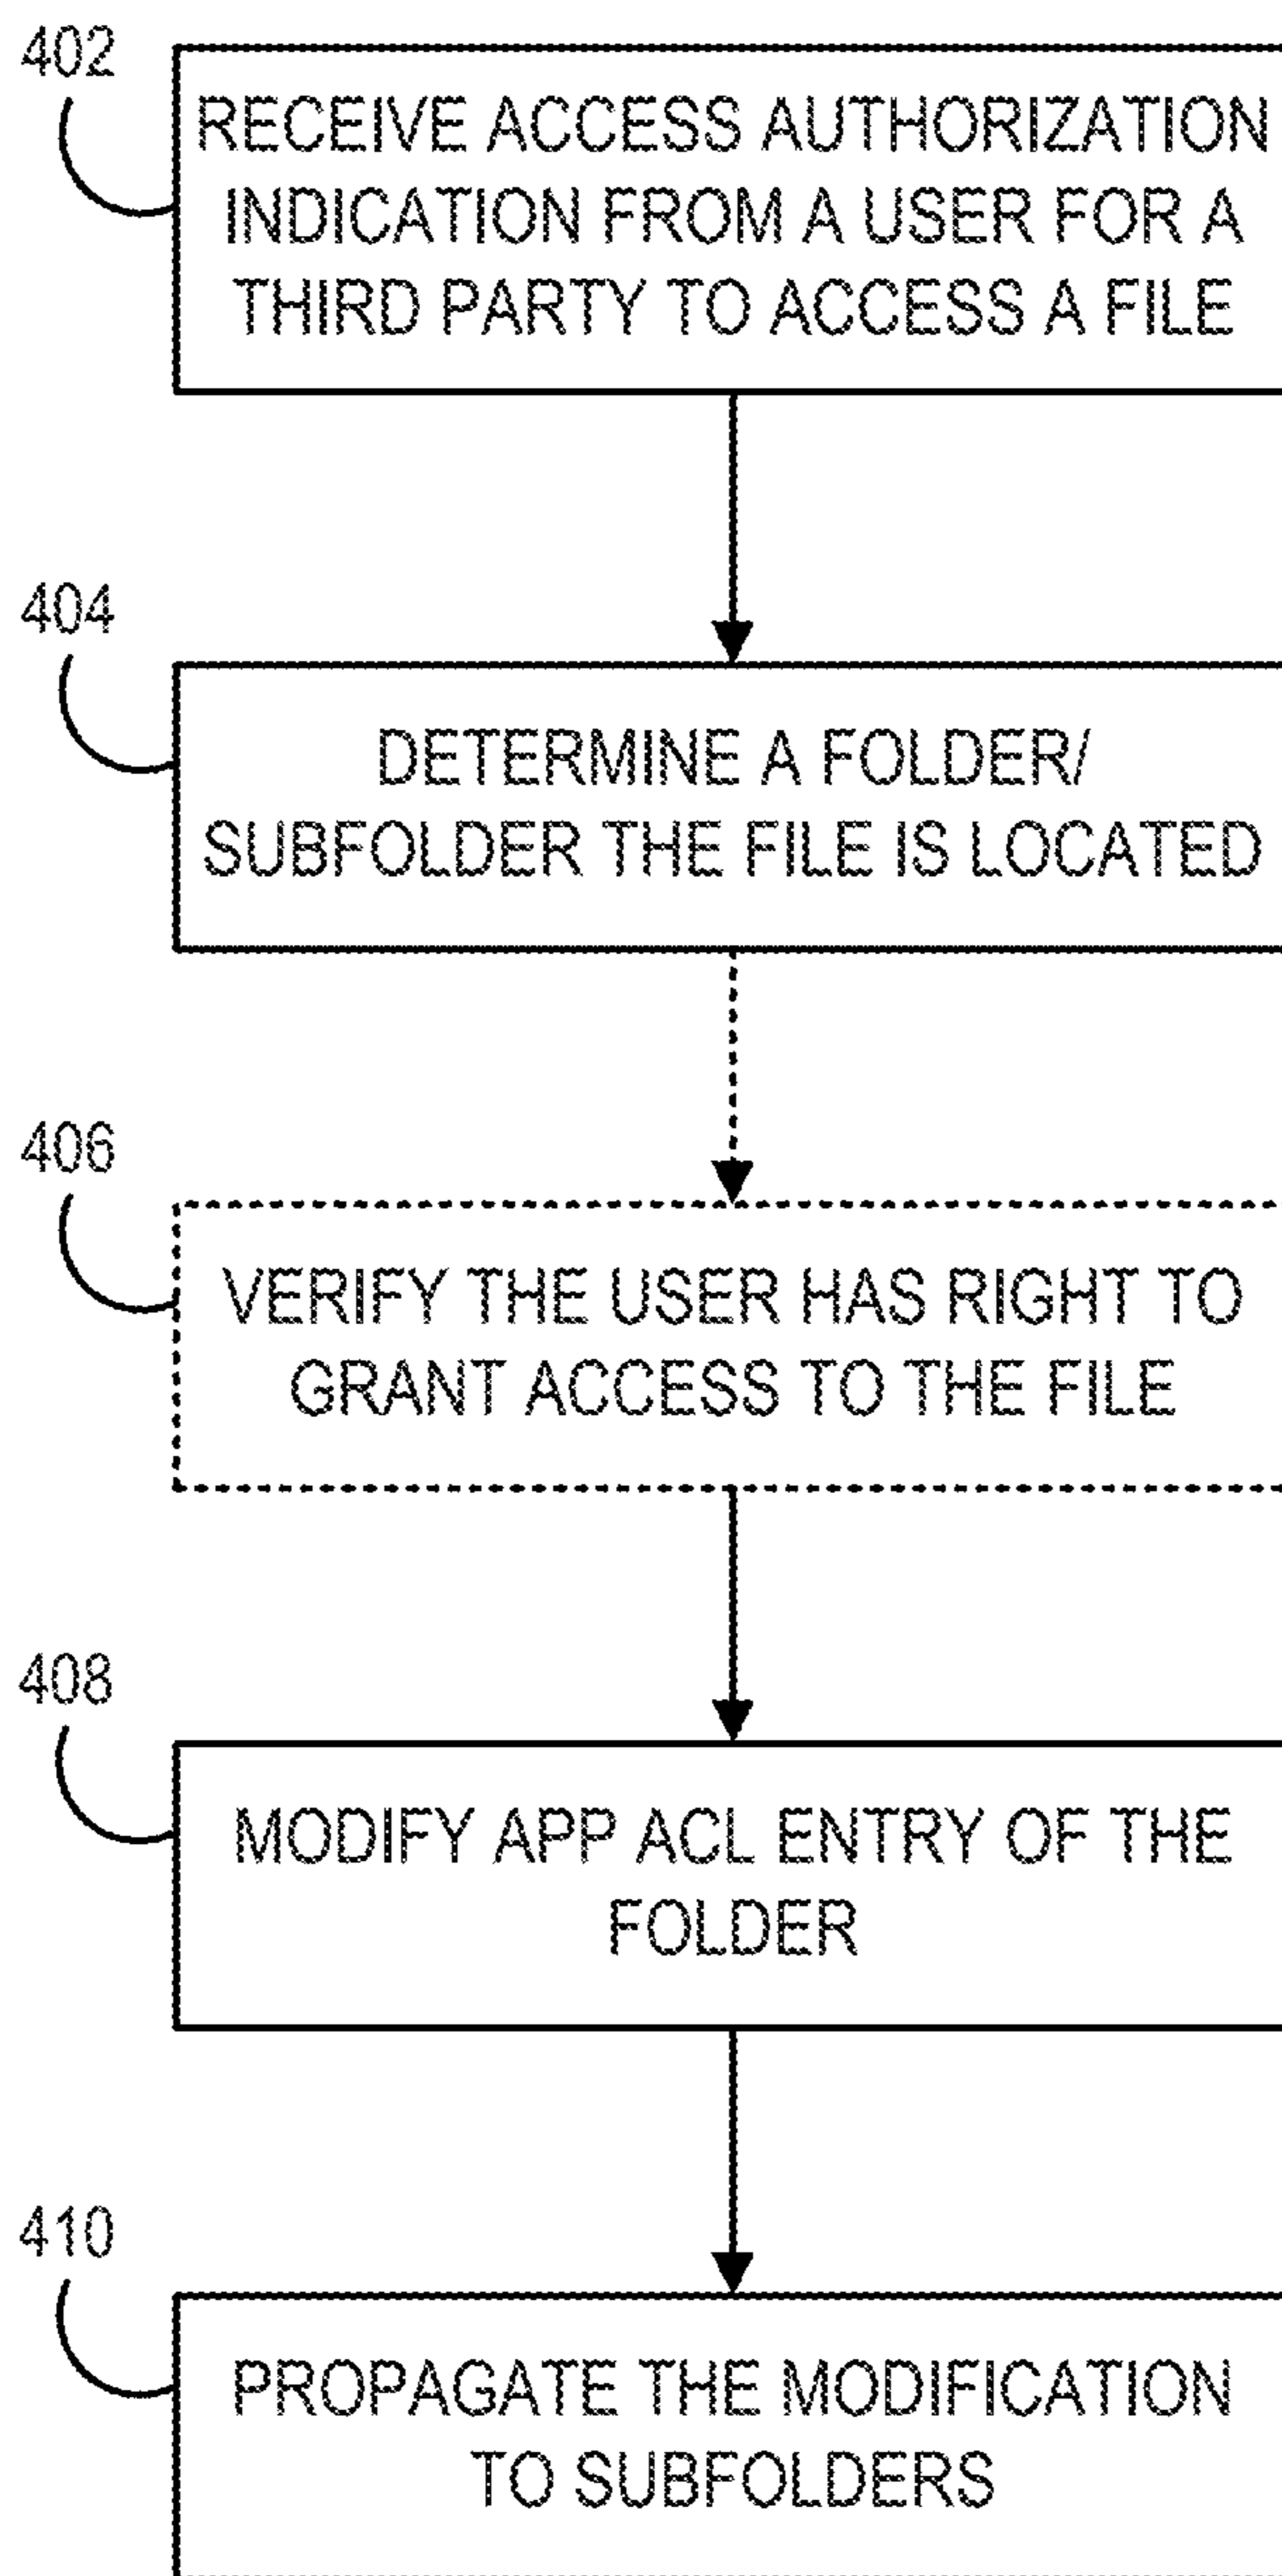 402
RECEIVE ACCESS AUTHORIZATION
INDICATION FROM A USER FOR A
THIRD PARTY TO ACCESS A FILE
404
DETERMINE A FOLDER/
SUBFOLDER THE FILE IS LOCATED
406
VERIFY THE USER HAS RIGHT TO
GRANT ACCESS TO THE FILE
408
MODIFY APP ACL ENTRY OF THE
FOLDER
410
PROPAGATE THE MODIFICATION
TO SUBFOLDERS